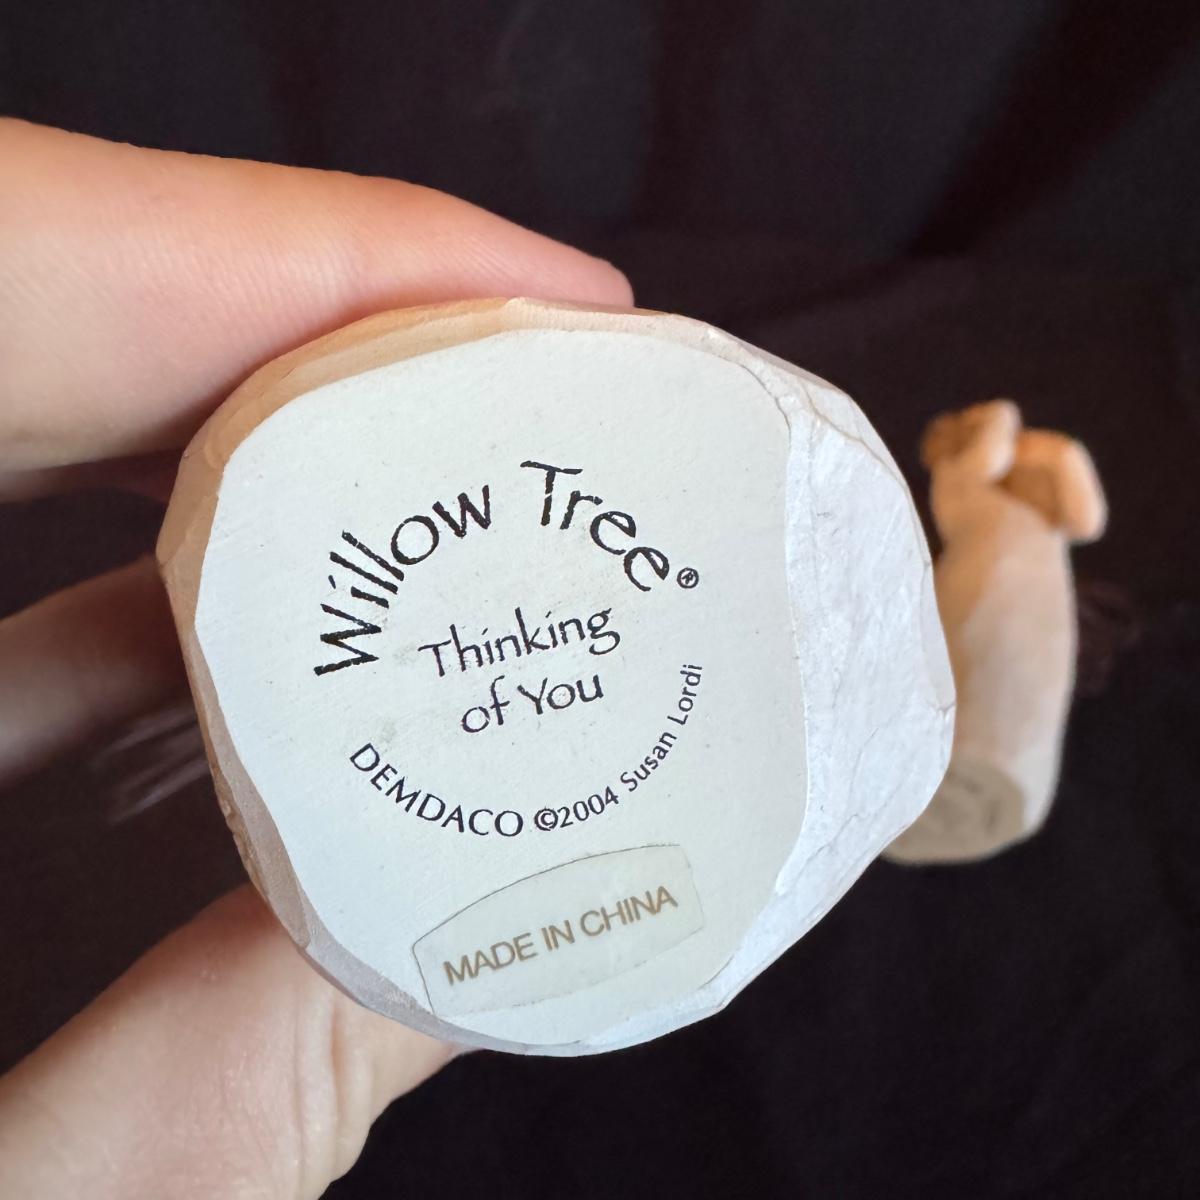 Willow Tree®
Thinking
of You
DEMDACO ©2004 Susan Lordi
MADE IN CHINA